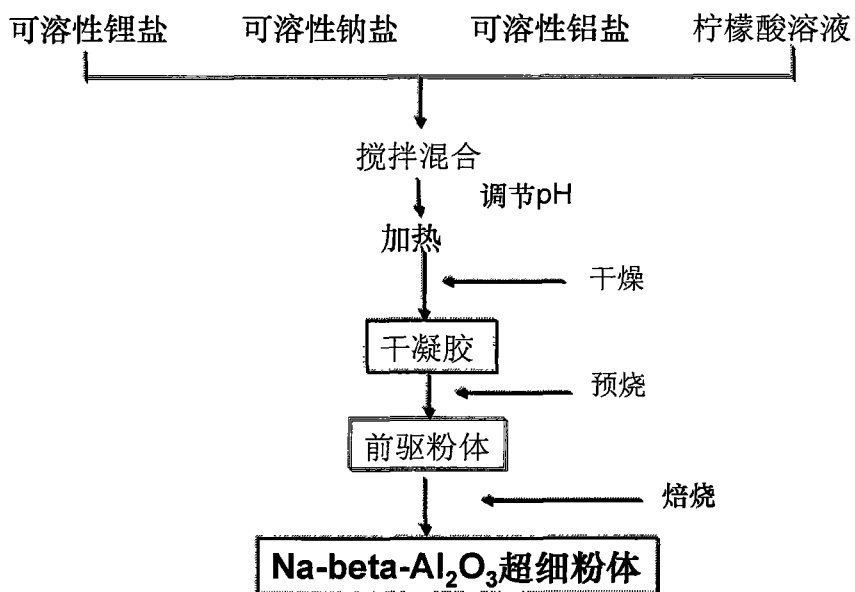 可溶性锂盐 可溶性钠盐 可溶性铝盐 柠檬酸溶液
搅拌混合
调节pH
加热
干燥
干凝胶
预烧
前驱粉体
焙烧
Na-beta-Al₂O₃超细粉体